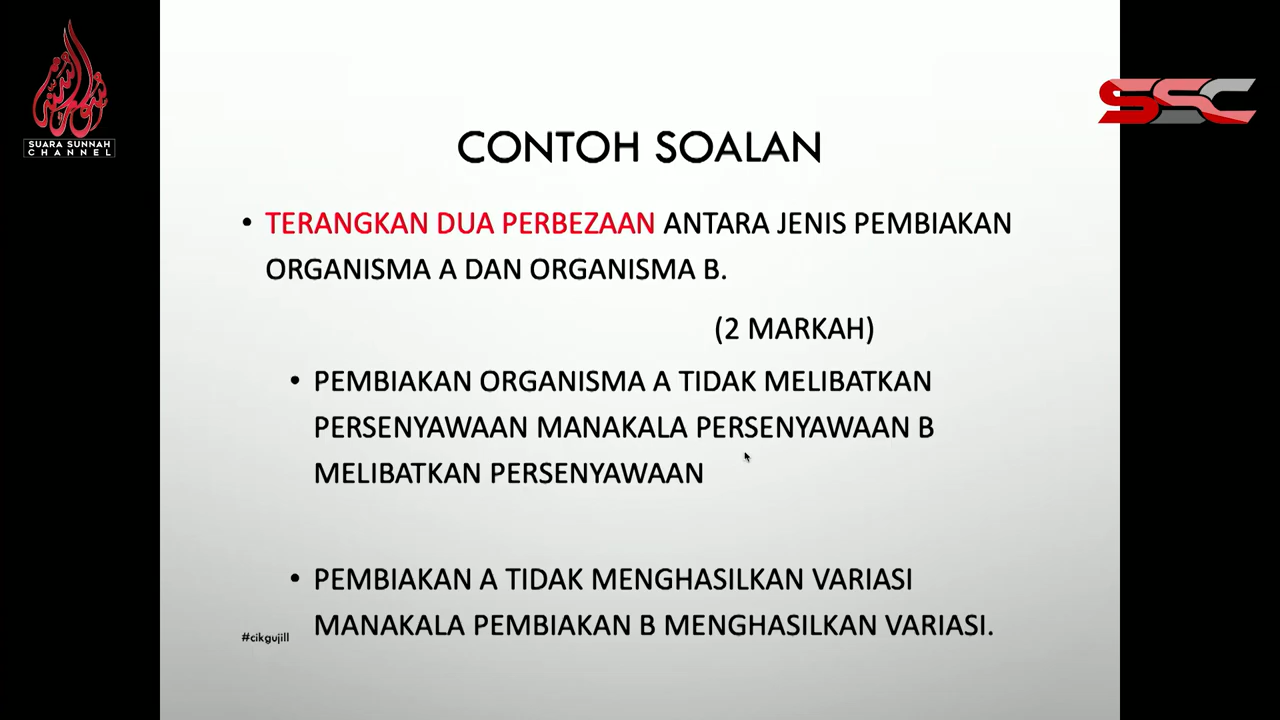 SUARA SUNNAH
CHANNEL
SSC
CONTOH SOALAN
• TERANGKAN DUA PERBEZAAN ANTARA JENIS PEMBIAKAN
ORGANISMA A DAN ORGANISMA B.
(2 MARKAH)
• PEMBIAKAN ORGANISMA A TIDAK MELIBATKAN
PERSENYAWAAN MANAKALA PERSENYAWAAN B
MELIBATKAN PERSENYAWAAN
• PEMBIAKAN A TIDAK MENGHASILKAN VARIASI
MANAKALA PEMBIAKAN B MENGHASILKAN VARIASI.
#cikgujill